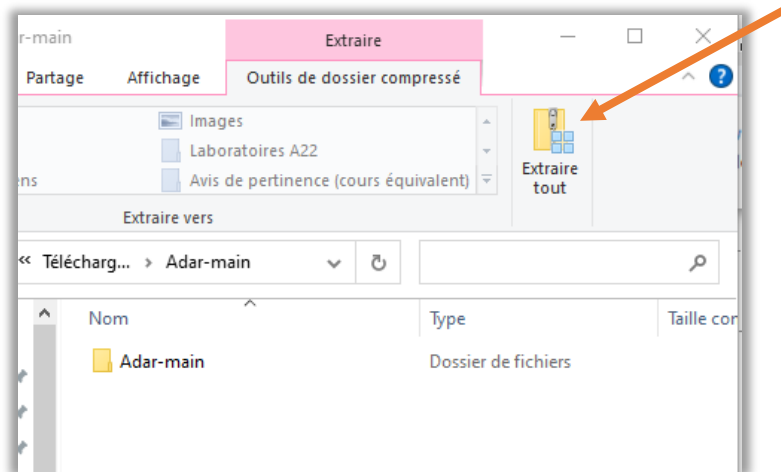 r-main
Extraire
Partage
Affichage
Outils de dossier compressé
Images
Laboratoires A22
Avis de pertinence (cours équivalent)
ens
Extraire vers
Extraire
tout
« Télécharg... > Adar-main
Nom
Type
Taille con
Adar-main
Dossier de fichiers